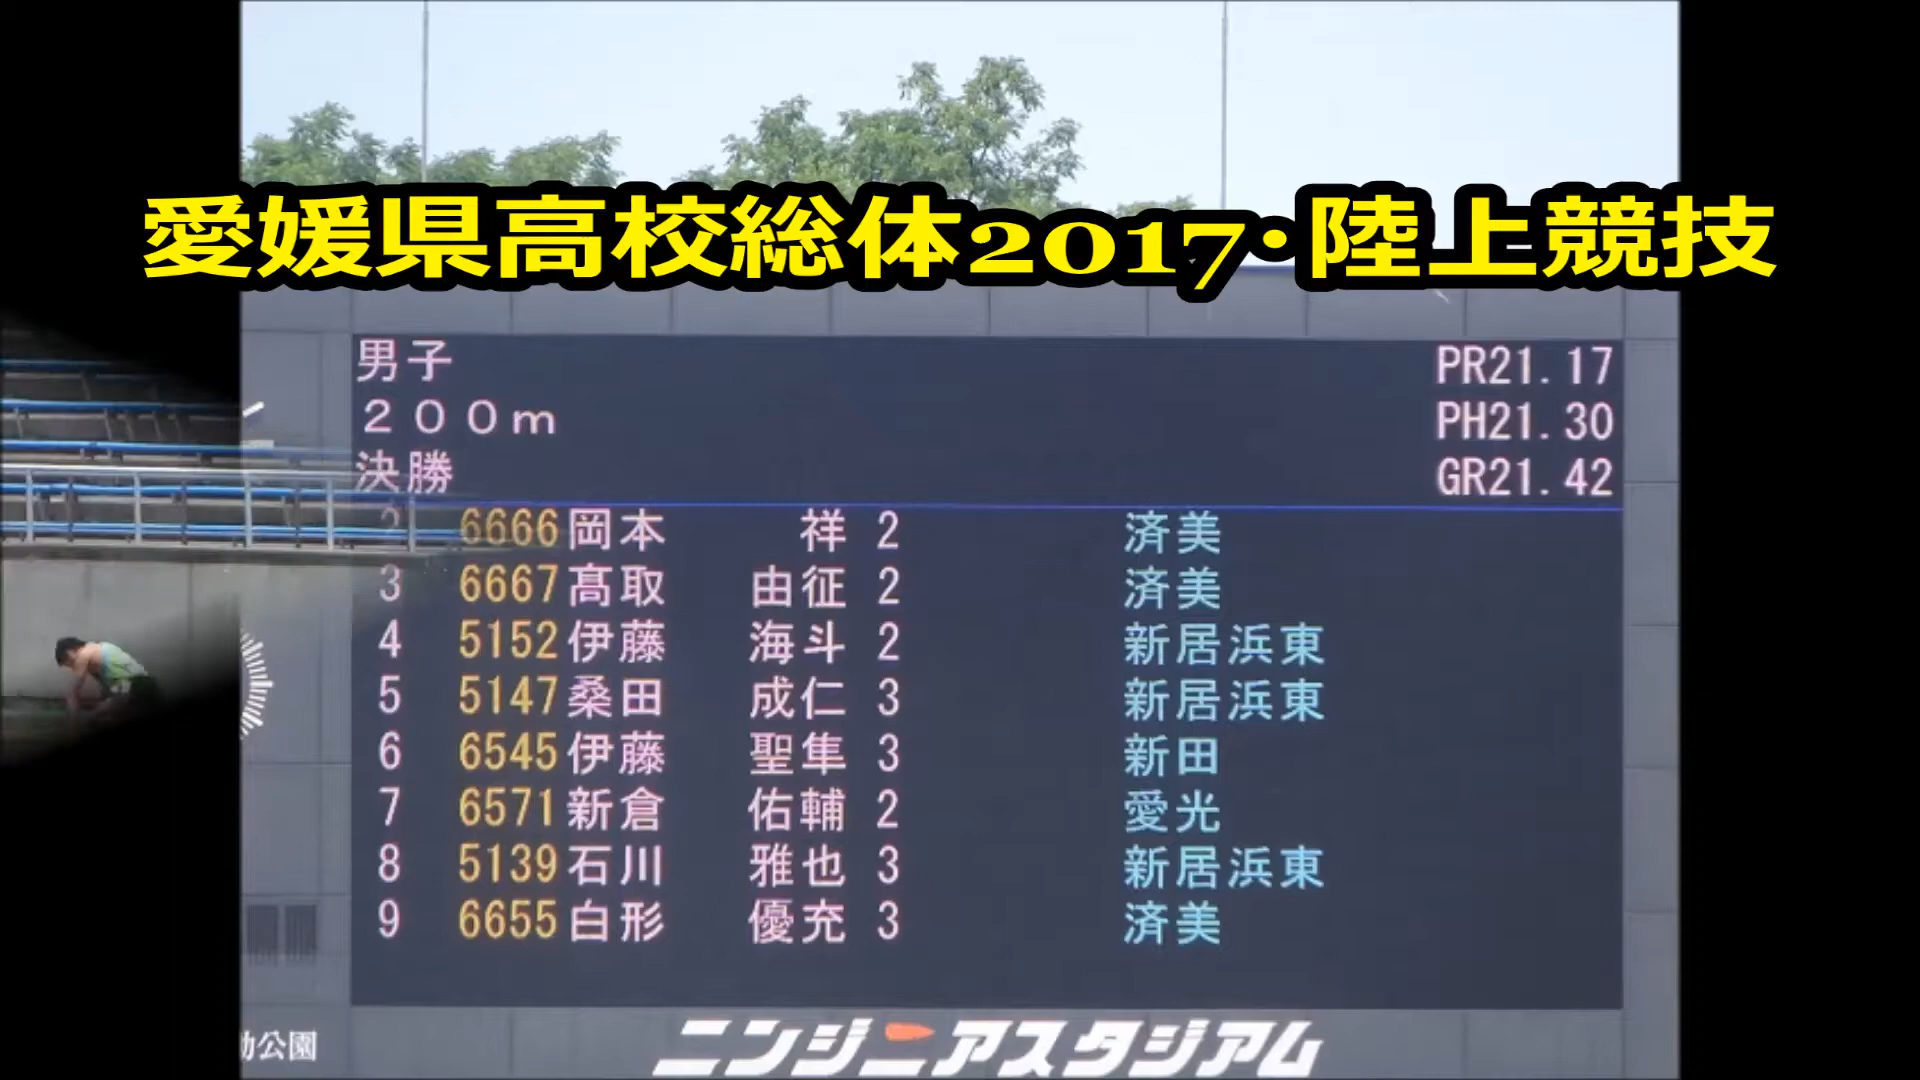 愛媛県高校総体2017･陸上競技
男子 PR21.17
200m PH21.30
決勝 GR21.42
2 6666 岡本 祥 2 済美
3 6667 髙取 由征 2 済美
4 5152 伊藤 海斗 2 新居浜東
5 5147 桑田 成仁 3 新居浜東
6 6545 伊藤 聖隼 3 新田
7 6571 新倉 佑輔 2 愛光
8 5139 石川 雅也 3 新居浜東
9 6655 白形 優充 3 済美
公園
ニンジニアスタジアム